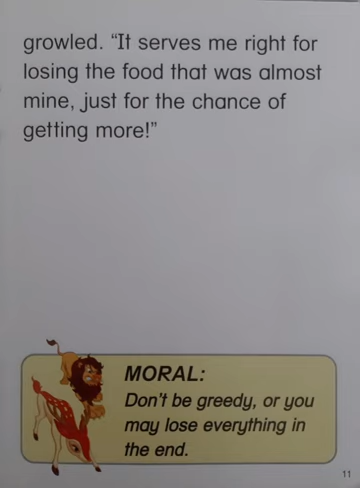 growled. “It serves me right for
losing the food that was almost
mine, just for the chance of
getting more!”
MORAL:
Don't be greedy, or you
may lose everything in
the end.
11